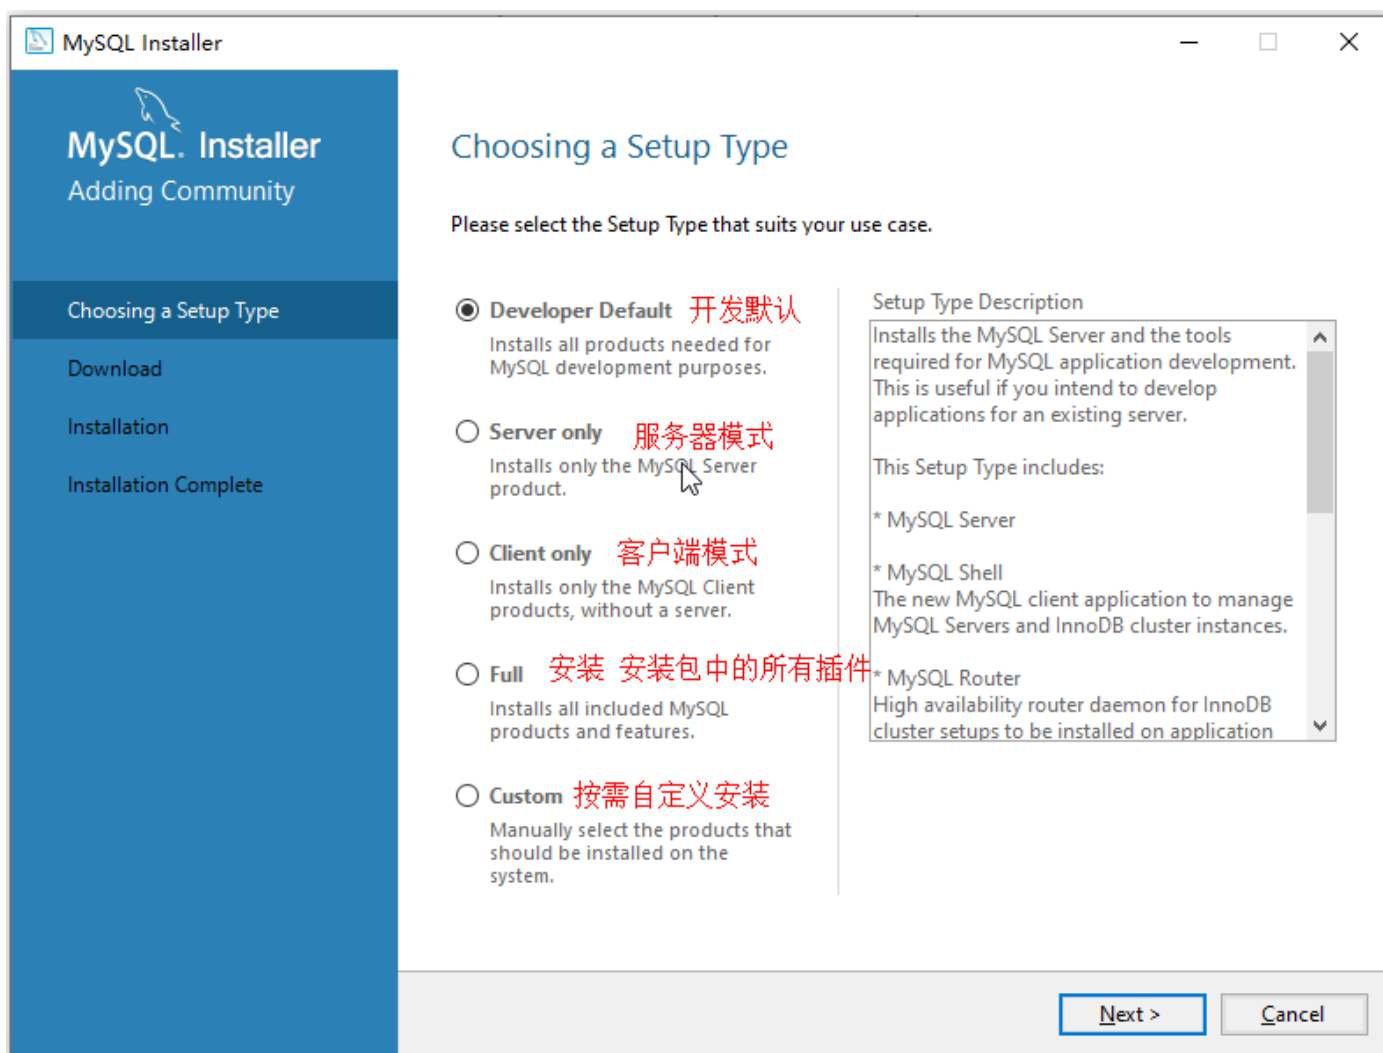 MySQL Installer
MySQL. Installer
Adding Community
Choosing a Setup Type
Download
Installation
Installation Complete
Choosing a Setup Type
Please select the Setup Type that suits your use case.
Developer Default 开发默认
Installs all products needed for
MySQL development purposes.
Server only 服务器模式
Installs only the MySQL Server
product.
Client only 客户端模式
Installs only the MySQL Client
products, without a server.
Full 安装 安装包中的所有插件
Installs all included MySQL
products and features.
Custom 按需自定义安装
Manually select the products that
should be installed on the
system.
Setup Type Description
Installs the MySQL Server and the tools
required for MySQL application development.
This is useful if you intend to develop
applications for an existing server.
This Setup Type includes:
* MySQL Server
* MySQL Shell
The new MySQL client application to manage
MySQL Servers and InnoDB cluster instances.
* MySQL Router
High availability router daemon for InnoDB
cluster setups to be installed on application
Next >
Cancel